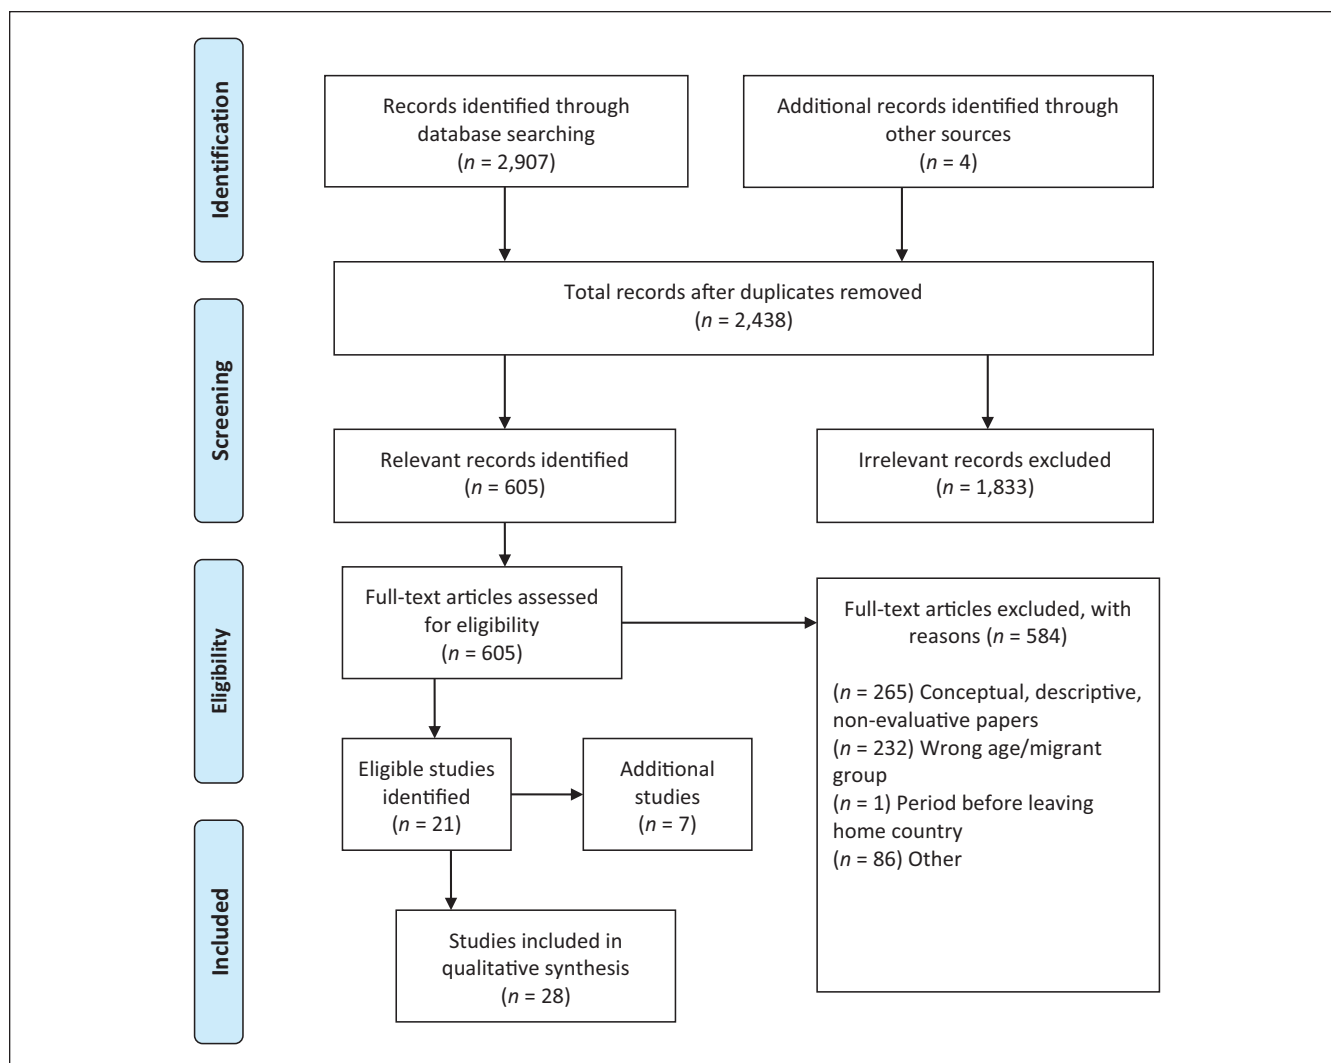 Identification
Records identified through
database searching
(n = 2,907)
Additional records identified through
other sources
(n = 4)
Total records after duplicates removed
(n = 2,438)
Screening
Relevant records identified
(n = 605)
Irrelevant records excluded
(n = 1,833)
Eligibility
Full-text articles assessed
for eligibility
(n = 605)
Full-text articles excluded, with
reasons (n = 584)
(n = 265) Conceptual, descriptive,
non-evaluative papers
(n = 232) Wrong age/migrant
group
(n = 1) Period before leaving
home country
(n = 86) Other
Eligible studies
identified
(n = 21)
Additional
studies
(n = 7)
Included
Studies included in
qualitative synthesis
(n = 28)